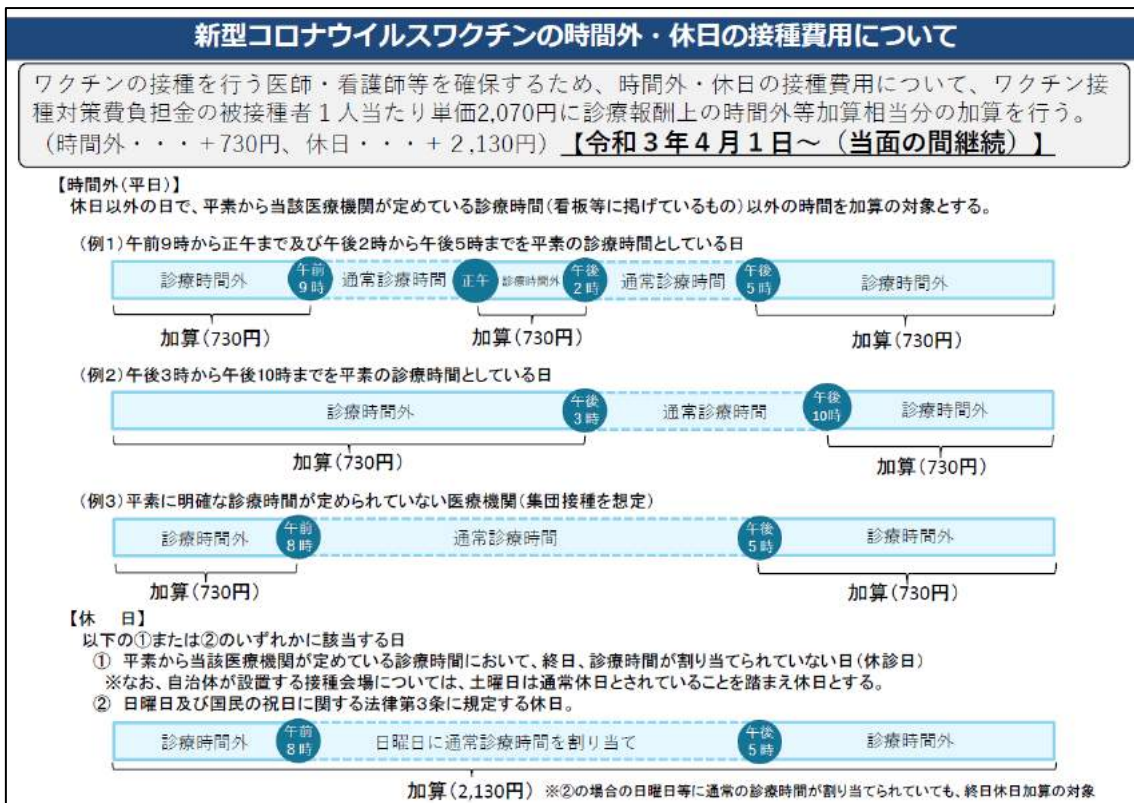 新型コロナウイルスワクチンの時間外・休日の接種費用について
ワクチンの接種を行う医師・看護師等を確保するため、時間外・休日の接種費用について、ワクチン接
種対策費負担金の被接種者１人当たり単価2,070円に診療報酬上の時間外等加算相当分の加算を行う。
（時間外・・・＋730円、休日・・・＋2,130円）【令和３年４月１日～（当面の間継続）】
【時間外（平日）】
休日以外の日で、平素から当該医療機関が定めている診療時間（看板等に掲げているもの）以外の時間を加算の対象とする。
（例１）午前９時から正午まで及び午後２時から午後５時までを平素の診療時間としている日
診療時間外 午前９時 通常診療時間 正午 診療時間外 午後２時 通常診療時間 午後５時 診療時間外
加算（730円） 加算（730円） 加算（730円）
（例２）午後３時から午後10時までを平素の診療時間としている日
診療時間外 午後３時 通常診療時間 午後10時 診療時間外
加算（730円） 加算（730円）
（例３）平素に明確な診療時間が定められていない医療機関（集団接種を想定）
診療時間外 午前８時 通常診療時間 午後５時 診療時間外
加算（730円） 加算（730円）
【休　日】
以下の①または②のいずれかに該当する日
①　平素から当該医療機関が定めている診療時間において、終日、診療時間が割り当てられていない日（休診日）
※なお、自治体が設置する接種会場については、土曜日は通常休日とされていることを踏まえ休日とする。
②　日曜日及び国民の祝日に関する法律第３条に規定する休日。
診療時間外 午前８時 日曜日に通常診療時間を割り当て 午後５時 診療時間外
加算（2,130円） ※②の場合の日曜日等に通常の診療時間が割り当てられていても、終日休日加算の対象